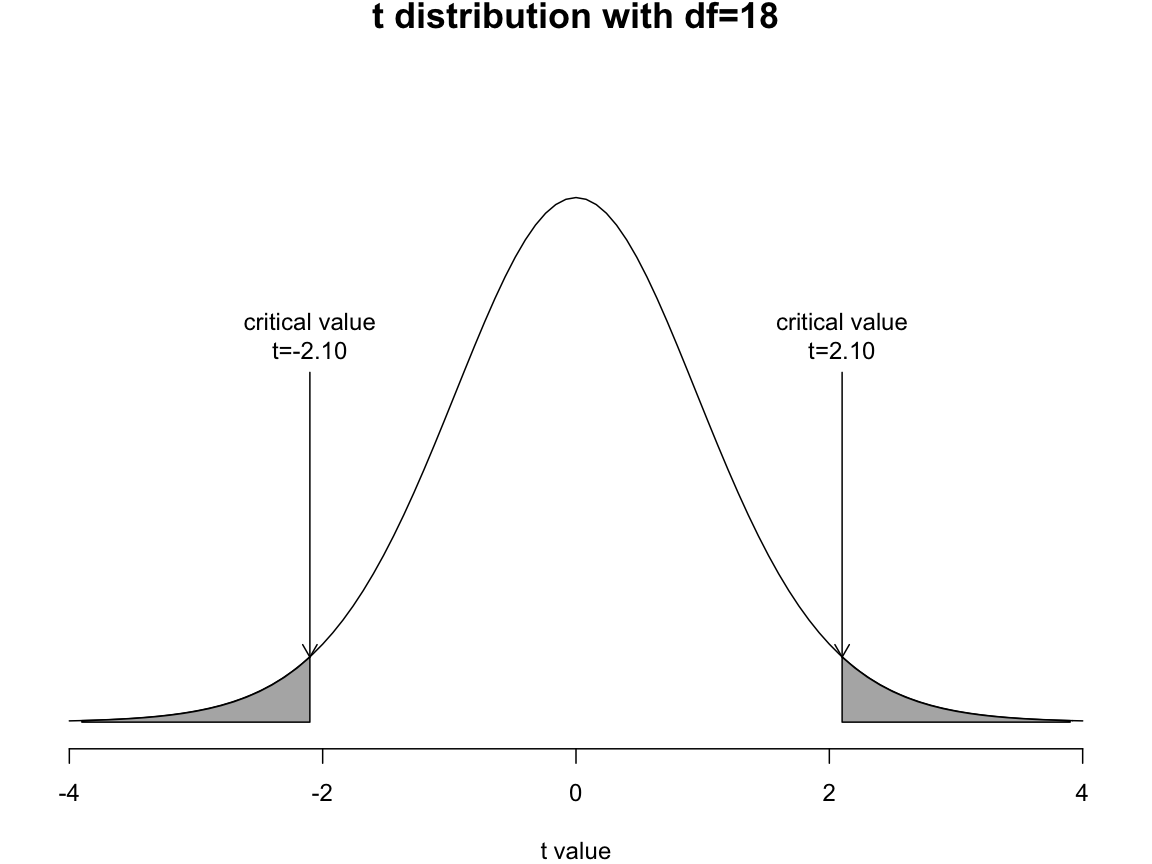 t distribution with df=18
critical value
t=-2.10
critical value
t=2.10
-4
-2
0
2
4
t value